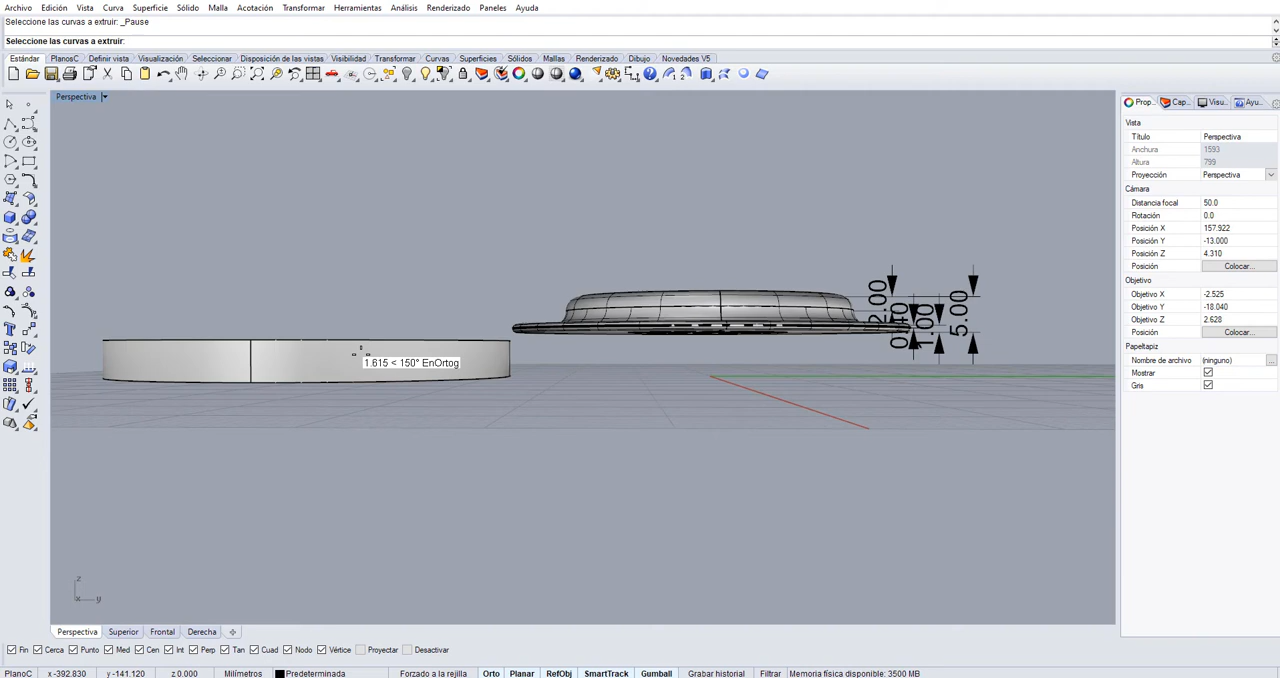 Archivo Edición Vista Curva Superficie Sólido Malla Acotación Transformar Herramientas Análisis Renderizado Paneles Ayuda
Seleccione las curvas a extruir: _Pause
Seleccione las curvas a extruir:
Estándar PlanosC Definir vista Visualización Seleccionar Disposición de las vistas Visibilidad Transformar Curvas Superficies Sólidos Mallas Renderizado Dibujo Novedades V5
Perspectiva
Prop... Cap... Visu... Ayu...
Vista
Título Perspectiva
Anchura 1593
Altura 799
Proyección Perspectiva
Cámara
Distancia focal 50.0
Rotación 0.0
Posición X 157.922
Posición Y -13.000
Posición Z 4.310
Posición Colocar...
Objetivo
Objetivo X -2.525
Objetivo Y -18.040
Objetivo Z 2.628
Posición Colocar...
Papeltapiz
Nombre de archivo (ninguno) ...
Mostrar
Gris
2.00
0.40
1.00
5.00
1.615 < 150° EnOrtog
z
x y
Perspectiva Superior Frontal Derecha
Fin Cerca Punto Med Cen Int Perp Tan Cuad Nodo Vértice Proyectar Desactivar
PlanoC x -392.830 y -141.120 z 0.000 Milímetros Predeterminada Forzado a la rejilla Orto Planar RefObj SmartTrack Gumball Grabar historial Filtrar Memoria física disponible: 3500 MB